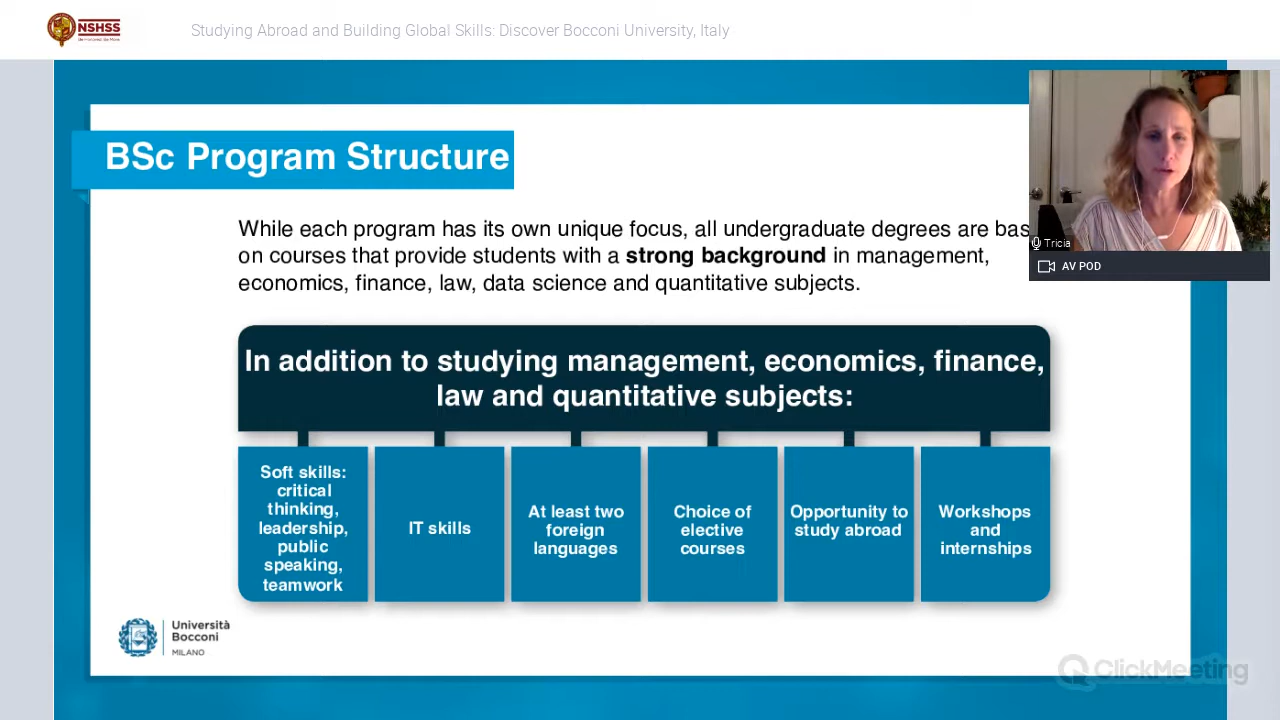 NSHSS
Studying Abroad and Building Global Skills: Discover Bocconi University, Italy
BSc Program Structure
While each program has its own unique focus, all undergraduate degrees are bas
on courses that provide students with a strong background in management,
economics, finance, law, data science and quantitative subjects.
Tricia
AV POD
In addition to studying management, economics, finance,
law and quantitative subjects:
Soft skills:
critical
thinking,
leadership,
public
speaking,
teamwork
IT skills
At least two
foreign
languages
Choice of
elective
courses
Opportunity to
study abroad
Workshops
and
internships
Università
Bocconi
MILANO
ClickMeeting